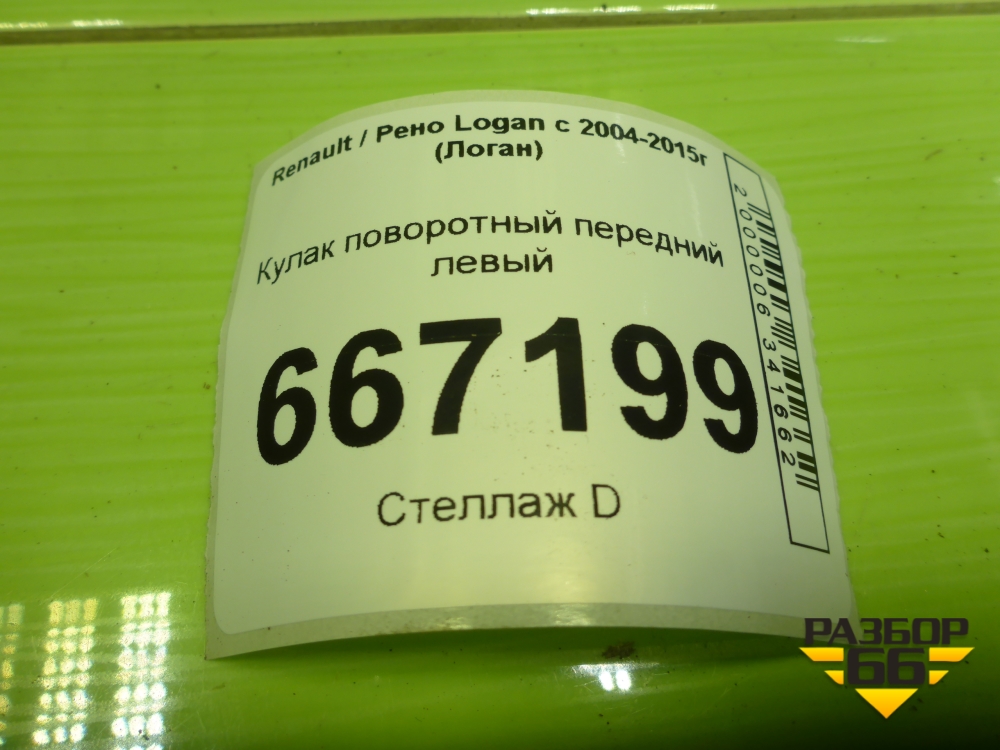 Renault / Рено Logan с 2004-2015г
(Логан)
Кулак поворотный передний
левый
667199
Стеллаж D
2000006341662
РАЗБОР
66